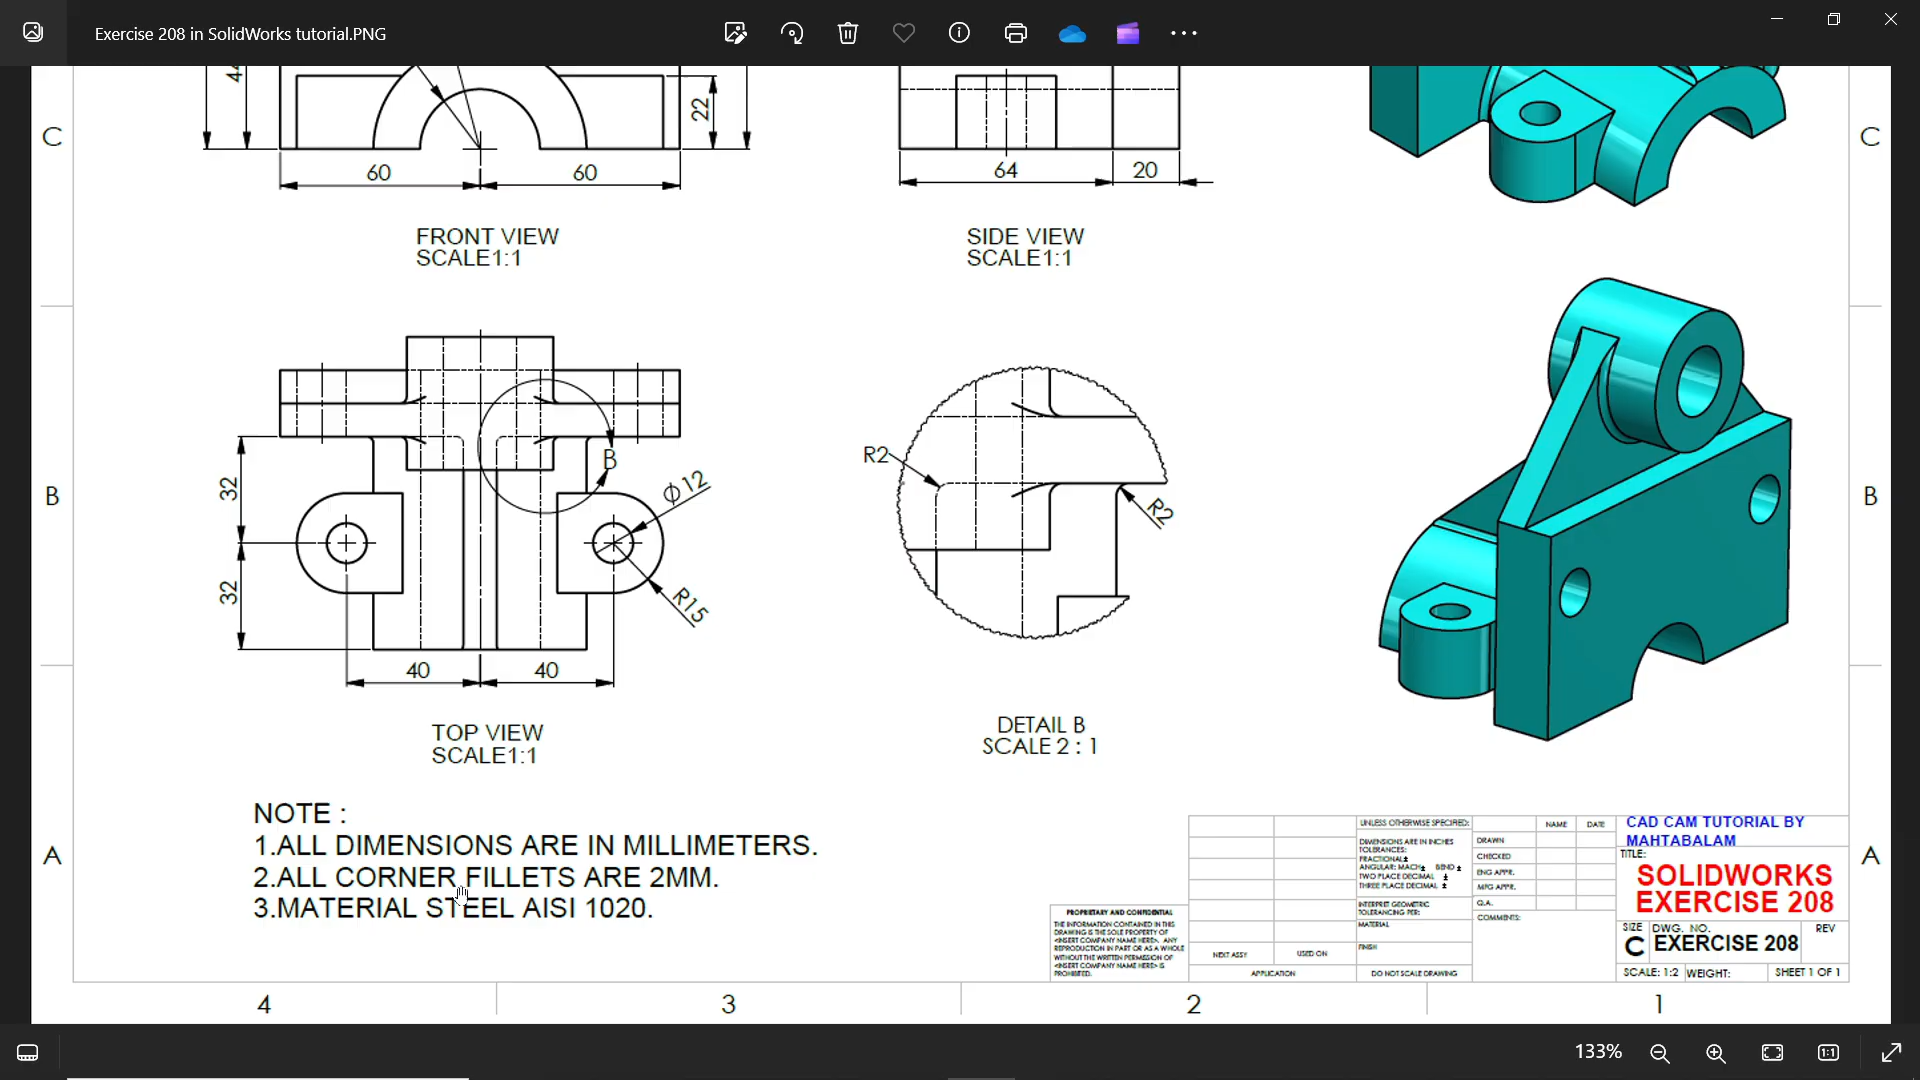 Exercise 208 in SolidWorks tutorial.PNG
C
44
22
60
60
64
20
C
FRONT VIEW
SCALE1:1
SIDE VIEW
SCALE1:1
B
32
32
B
Φ12
R15
40
40
R2
R2
B
TOP VIEW
SCALE1:1
DETAIL B
SCALE 2 : 1
NOTE :
1.ALL DIMENSIONS ARE IN MILLIMETERS.
2.ALL CORNER FILLETS ARE 2MM.
3.MATERIAL STEEL AISI 1020.
A
A
PROPRIETARY AND CONFIDENTIAL
THE INFORMATION CONTAINED IN THIS
DRAWING IS THE SOLE PROPERTY OF
<INSERT COMPANY NAME HERE>. ANY
REPRODUCTION IN PART OR AS A WHOLE
WITHOUT THE WRITTEN PERMISSION OF
<INSERT COMPANY NAME HERE> IS
PROHIBITED.
NEXT ASSY
USED ON
APPLICATION
UNLESS OTHERWISE SPECIFIED:
DIMENSIONS ARE IN INCHES
TOLERANCES:
FRACTIONAL±
ANGULAR: MACH± BEND ±
TWO PLACE DECIMAL ±
THREE PLACE DECIMAL ±
INTERPRET GEOMETRIC
TOLERANCING PER:
MATERIAL
FINISH
DO NOT SCALE DRAWING
NAME
DATE
DRAWN
CHECKED
ENG APPR.
MFG APPR.
Q.A.
COMMENTS:
CAD CAM TUTORIAL BY
MAHTABALAM
TITLE:
SOLIDWORKS
EXERCISE 208
SIZE
C
DWG. NO.
EXERCISE 208
REV
SCALE: 1:2
WEIGHT:
SHEET 1 OF 1
4
3
2
1
133%
1:1